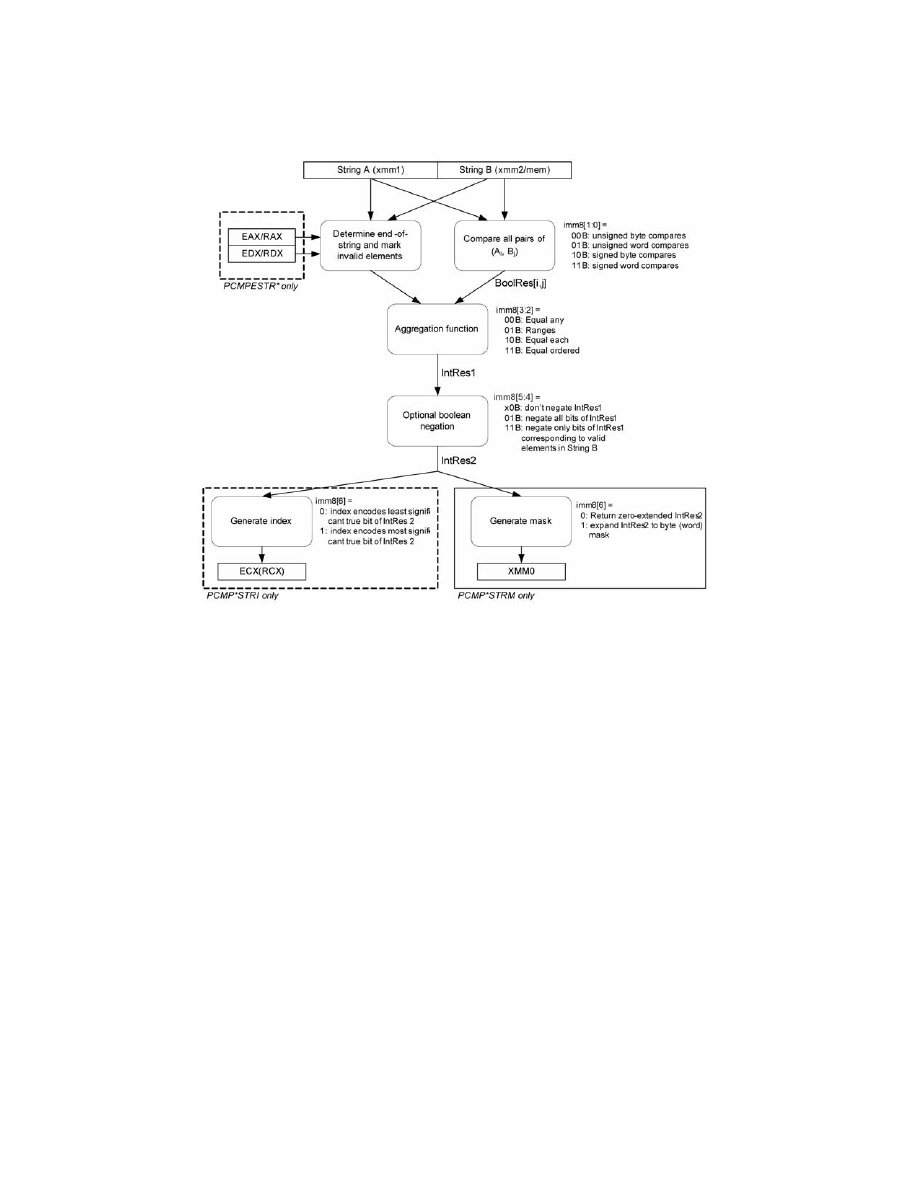 String A (xmm1) String B (xmm2/mem)
EAX/RAX
EDX/RDX
PCMPESTR* only
Determine end -of-
string and mark
invalid elements
Compare all pairs of
(Ai, Bj)
imm8[1:0] =
00B: unsigned byte compares
01B: unsigned word compares
10B: signed byte compares
11B: signed word compares
BoolRes[i,j]
Aggregation function
imm8[3:2] =
00B: Equal any
01B: Ranges
10B: Equal each
11B: Equal ordered
IntRes1
Optional boolean
negation
imm8[5:4] =
x0B: don't negate IntRes1
01B: negate all bits of IntRes1
11B: negate only bits of IntRes1
corresponding to valid
elements in String B
IntRes2
Generate index
imm8[6] =
0: index encodes least signifi
cant true bit of IntRes 2
1: index encodes most signifi
cant true bit of IntRes 2
ECX(RCX)
PCMP*STRI only
Generate mask
imm8[6] =
0: Return zero-extended IntRes2
1: expand IntRes2 to byte (word)
mask
XMM0
PCMP*STRM only